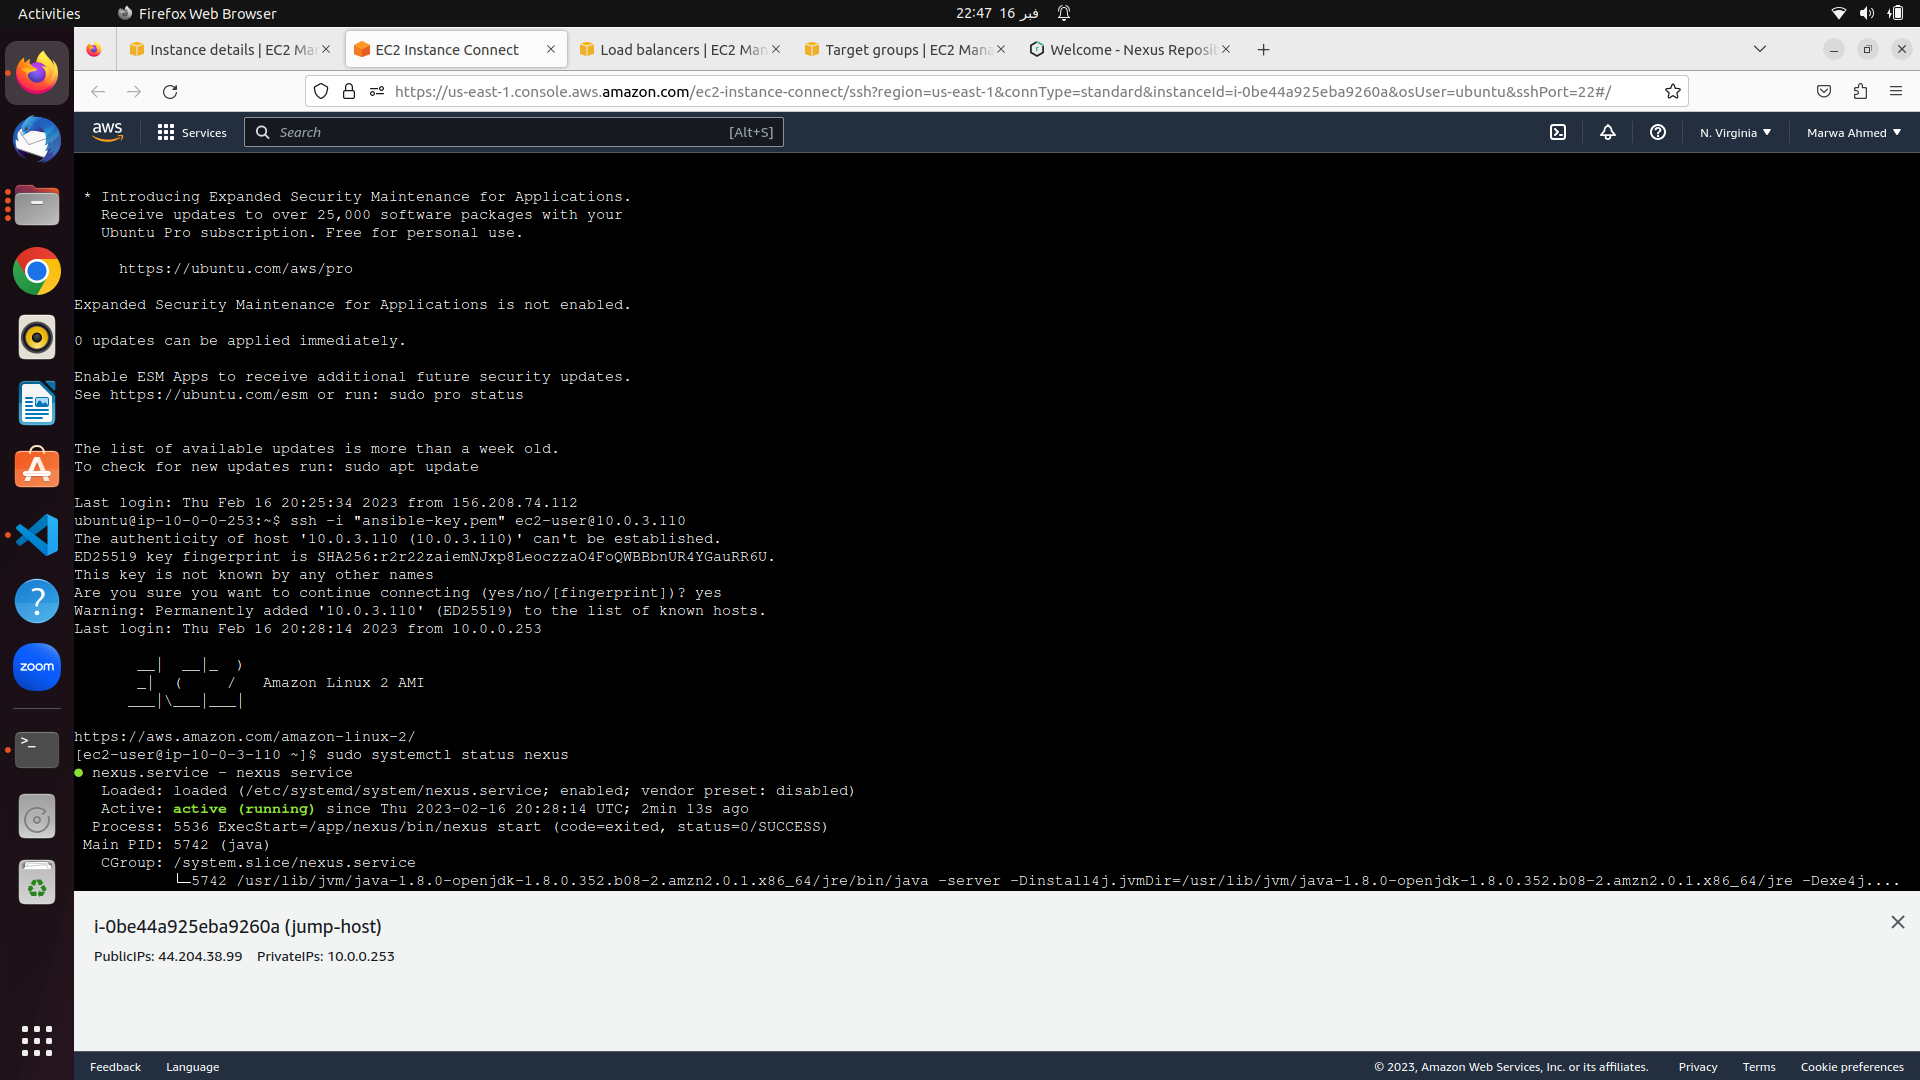 Activities
Firefox Web Browser
22:47 16 فبر
Instance details | EC2 Mar
EC2 Instance Connect
Load balancers | EC2 Man
Target groups | EC2 Mana
Welcome - Nexus Reposit
https://us-east-1.console.aws.amazon.com/ec2-instance-connect/ssh?region=us-east-1&connType=standard&instanceId=i-0be44a925eba9260a&osUser=ubuntu&sshPort=22#/
aws
Services
Search
[Alt+S]
N. Virginia
Marwa Ahmed
* Introducing Expanded Security Maintenance for Applications.
Receive updates to over 25,000 software packages with your
Ubuntu Pro subscription. Free for personal use.
https://ubuntu.com/aws/pro
Expanded Security Maintenance for Applications is not enabled.
0 updates can be applied immediately.
Enable ESM Apps to receive additional future security updates.
See https://ubuntu.com/esm or run: sudo pro status
The list of available updates is more than a week old.
To check for new updates run: sudo apt update
Last login: Thu Feb 16 20:25:34 2023 from 156.208.74.112
ubuntu@ip-10-0-0-253:~$ ssh -i "ansible-key.pem" ec2-user@10.0.3.110
The authenticity of host '10.0.3.110 (10.0.3.110)' can't be established.
ED25519 key fingerprint is SHA256:r2r22zaiemNJxp8LeoczzaO4FoQWBBbnUR4YGauRR6U.
This key is not known by any other names
Are you sure you want to continue connecting (yes/no/[fingerprint])? yes
Warning: Permanently added '10.0.3.110' (ED25519) to the list of known hosts.
Last login: Thu Feb 16 20:28:14 2023 from 10.0.0.253
__|  __|_  )
_|  (     /   Amazon Linux 2 AMI
___|\___|___|
https://aws.amazon.com/amazon-linux-2/
[ec2-user@ip-10-0-3-110 ~]$ sudo systemctl status nexus
● nexus.service - nexus service
Loaded: loaded (/etc/systemd/system/nexus.service; enabled; vendor preset: disabled)
Active: active (running) since Thu 2023-02-16 20:28:14 UTC; 2min 13s ago
Process: 5536 ExecStart=/app/nexus/bin/nexus start (code=exited, status=0/SUCCESS)
Main PID: 5742 (java)
CGroup: /system.slice/nexus.service
└─5742 /usr/lib/jvm/java-1.8.0-openjdk-1.8.0.352.b08-2.amzn2.0.1.x86_64/jre/bin/java -server -Dinstall4j.jvmDir=/usr/lib/jvm/java-1.8.0-openjdk-1.8.0.352.b08-2.amzn2.0.1.x86_64/jre -Dexe4j....
zoom
i-0be44a925eba9260a (jump-host)
PublicIPs: 44.204.38.99 PrivateIPs: 10.0.0.253
Feedback
Language
© 2023, Amazon Web Services, Inc. or its affiliates.
Privacy
Terms
Cookie preferences